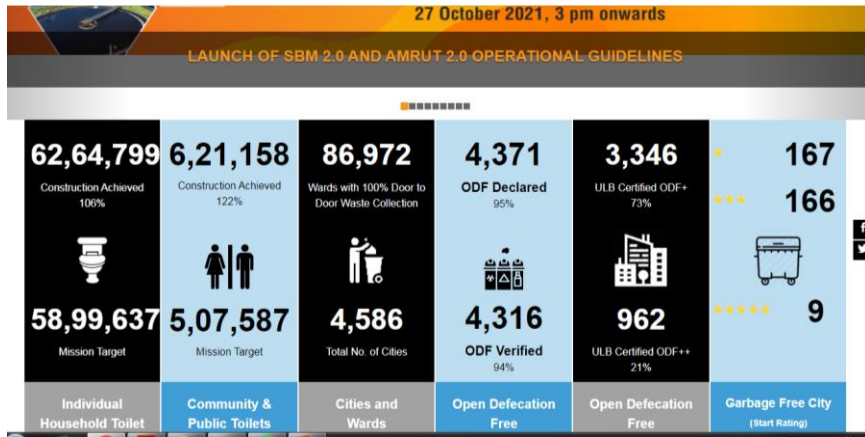 27 October 2021, 3 pm onwards
LAUNCH OF SBM 2.0 AND AMRUT 2.0 OPERATIONAL GUIDELINES
62,64,799
Construction Achieved
106%
58,99,637
Mission Target
Individual
Household Toilet
6,21,158
Construction Achieved
122%
5,07,587
Mission Target
Community &
Public Toilets
86,972
Wards with 100% Door to
Door Waste Collection
4,586
Total No. of Cities
Cities and
Wards
4,371
ODF Declared
95%
4,316
ODF Verified
94%
Open Defecation
Free
3,346
ULB Certified ODF+
73%
962
ULB Certified ODF++
21%
Open Defecation
Free
167
166
9
Garbage Free City
(Start Rating)